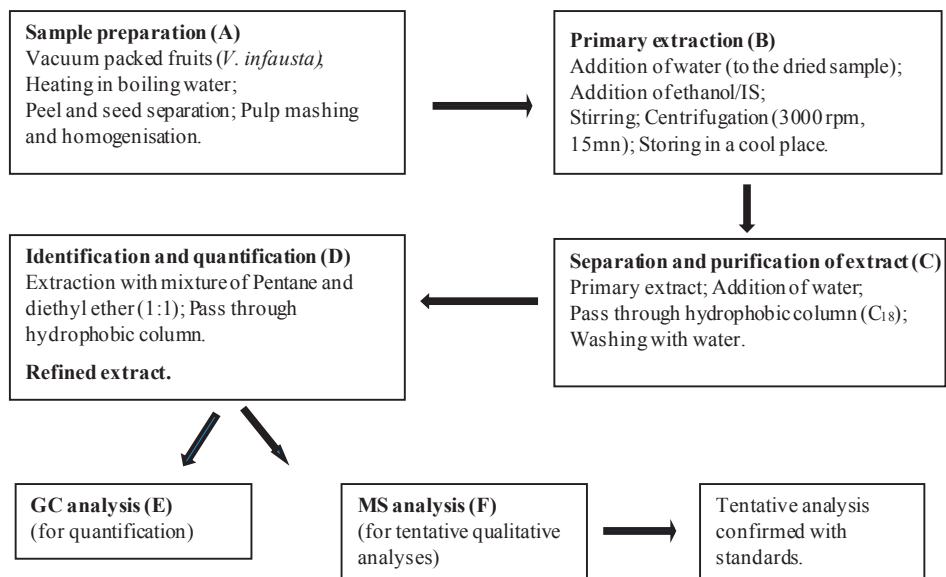 Sample preparation (A)
Vacuum packed fruits (V. infausta),
Heating in boiling water;
Peel and seed separation; Pulp mashing
and homogenisation.
Primary extraction (B)
Addition of water (to the dried sample);
Addition of ethanol/IS;
Stirring; Centrifugation (3000 rpm,
15mn); Storing in a cool place.
Identification and quantification (D)
Extraction with mixture of Pentane and
diethyl ether (1:1); Pass through
hydrophobic column.
Refined extract.
Separation and purification of extract (C)
Primary extract; Addition of water;
Pass through hydrophobic column (C₁₈);
Washing with water.
GC analysis (E)
(for quantification)
MS analysis (F)
(for tentative qualitative
analyses)
Tentative analysis
confirmed with
standards.